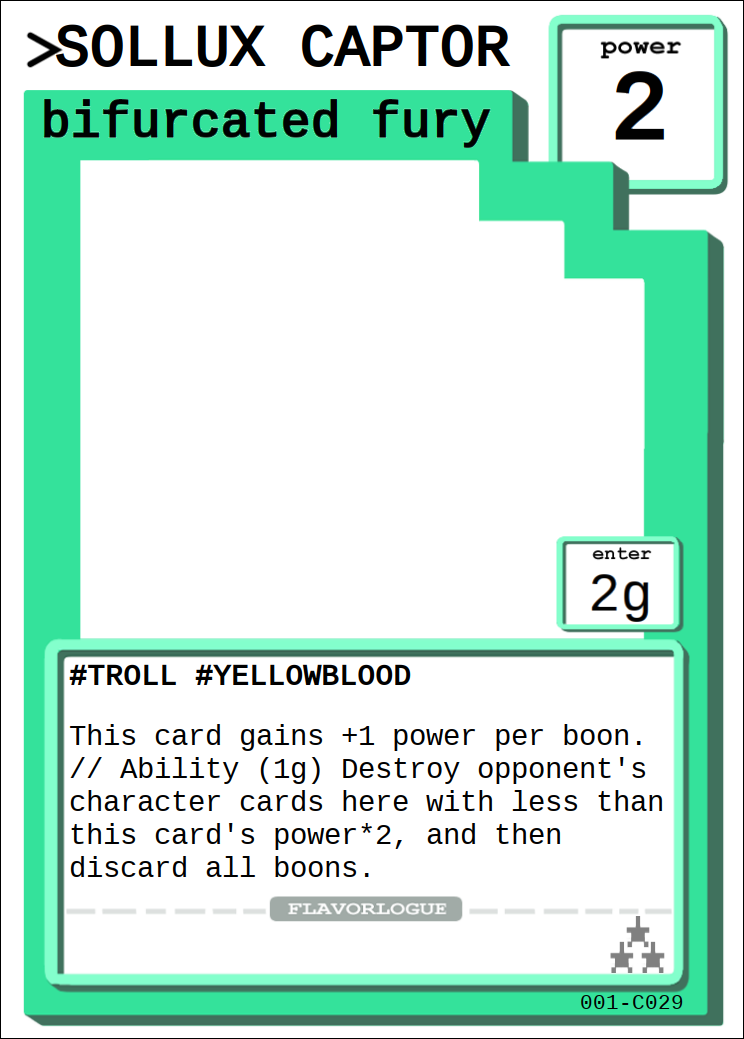 >SOLLUX CAPTOR
bifurcated fury
power
2
enter
2g
#TROLL #YELLOWBLOOD
This card gains +1 power per boon.
// Ability (1g) Destroy opponent's
character cards here with less than
this card's power*2, and then
discard all boons.
FLAVORLOGUE
001-C029